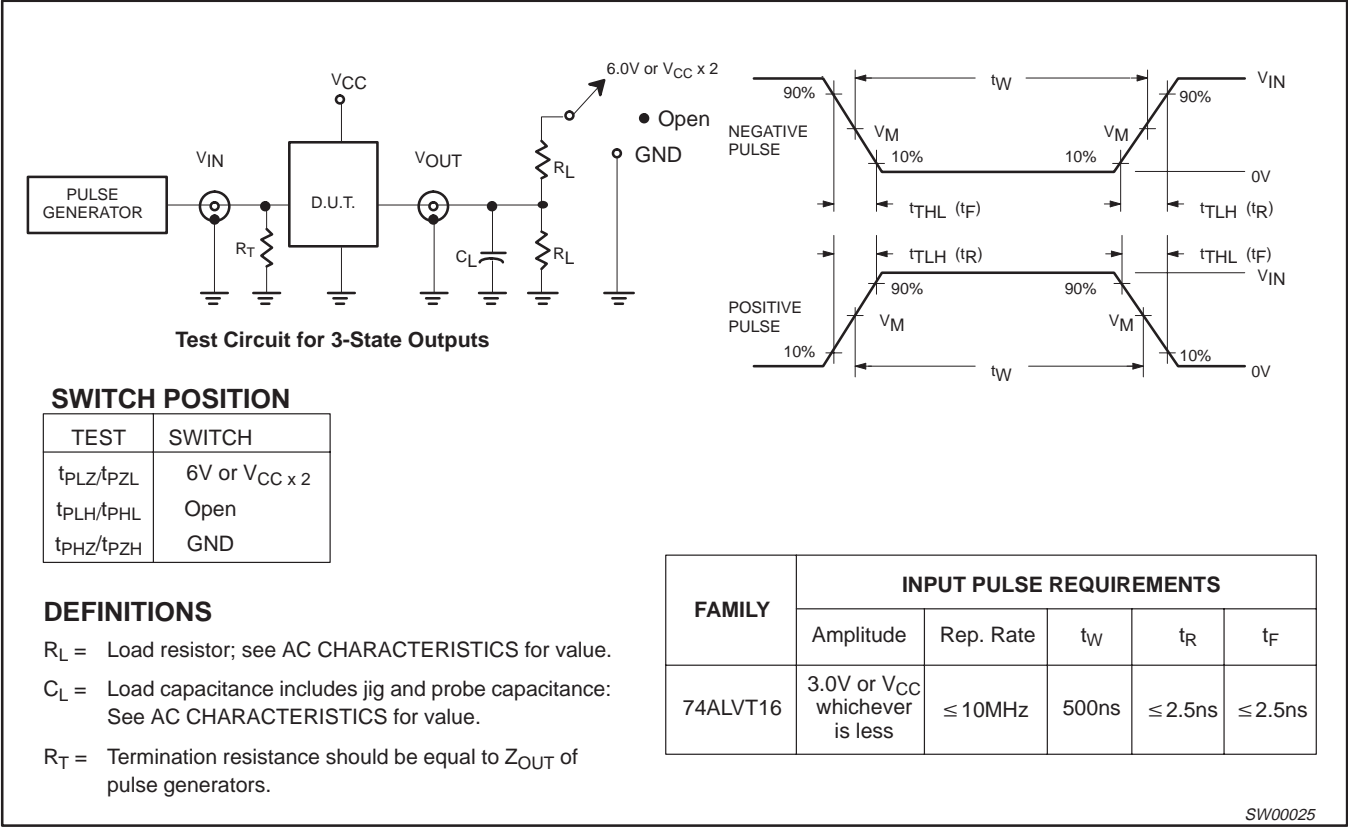 VCC
6.0V or VCC x 2
Open
GND
VIN
VOUT
PULSE
GENERATOR
D.U.T.
RT
CL
RL
RL
Test Circuit for 3-State Outputs
90%
tW
90%
VIN
NEGATIVE
PULSE
VM
VM
10%
10%
0V
tTHL (tF)
tTLH (tR)
tTLH (tR)
tTHL (tF)
VIN
90%
90%
POSITIVE
PULSE
VM
VM
10%
10%
tW
0V
SWITCH POSITION
TEST SWITCH
tPLZ/tPZL 6V or VCC x 2
tPLH/tPHL Open
tPHZ/tPZH GND
DEFINITIONS
RL = Load resistor; see AC CHARACTERISTICS for value.
CL = Load capacitance includes jig and probe capacitance:
See AC CHARACTERISTICS for value.
RT = Termination resistance should be equal to ZOUT of
pulse generators.
FAMILY
INPUT PULSE REQUIREMENTS
Amplitude Rep. Rate tW tR tF
74ALVT16
3.0V or VCC
whichever
is less
≤10MHz 500ns ≤2.5ns ≤2.5ns
SW00025